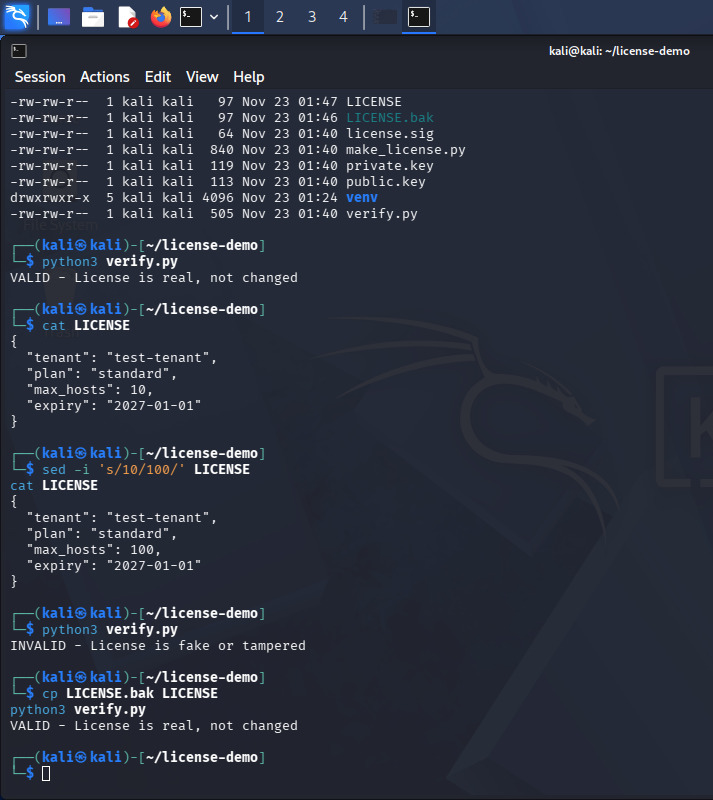 1 2 3 4
kali@kali: ~/license-demo
Session Actions Edit View Help
-rw-rw-r-- 1 kali kali 97 Nov 23 01:47 LICENSE
-rw-rw-r-- 1 kali kali 97 Nov 23 01:46 LICENSE.bak
-rw-rw-r-- 1 kali kali 64 Nov 23 01:40 license.sig
-rw-rw-r-- 1 kali kali 840 Nov 23 01:40 make_license.py
-rw-rw-r-- 1 kali kali 119 Nov 23 01:40 private.key
-rw-rw-r-- 1 kali kali 113 Nov 23 01:40 public.key
drwxrwxr-x 5 kali kali 4096 Nov 23 01:24 venv
-rw-rw-r-- 1 kali kali 505 Nov 23 01:40 verify.py
File System
┌──(kali㉿kali)-[~/license-demo]
└─$ python3 verify.py
VALID - License is real, not changed
┌──(kali㉿kali)-[~/license-demo]
└─$ cat LICENSE
{
  "tenant": "test-tenant",
  "plan": "standard",
  "max_hosts": 10,
  "expiry": "2027-01-01"
}
┌──(kali㉿kali)-[~/license-demo]
└─$ sed -i 's/10/100/' LICENSE
cat LICENSE
{
  "tenant": "test-tenant",
  "plan": "standard",
  "max_hosts": 100,
  "expiry": "2027-01-01"
}
┌──(kali㉿kali)-[~/license-demo]
└─$ python3 verify.py
INVALID - License is fake or tampered
┌──(kali㉿kali)-[~/license-demo]
└─$ cp LICENSE.bak LICENSE
python3 verify.py
VALID - License is real, not changed
┌──(kali㉿kali)-[~/license-demo]
└─$